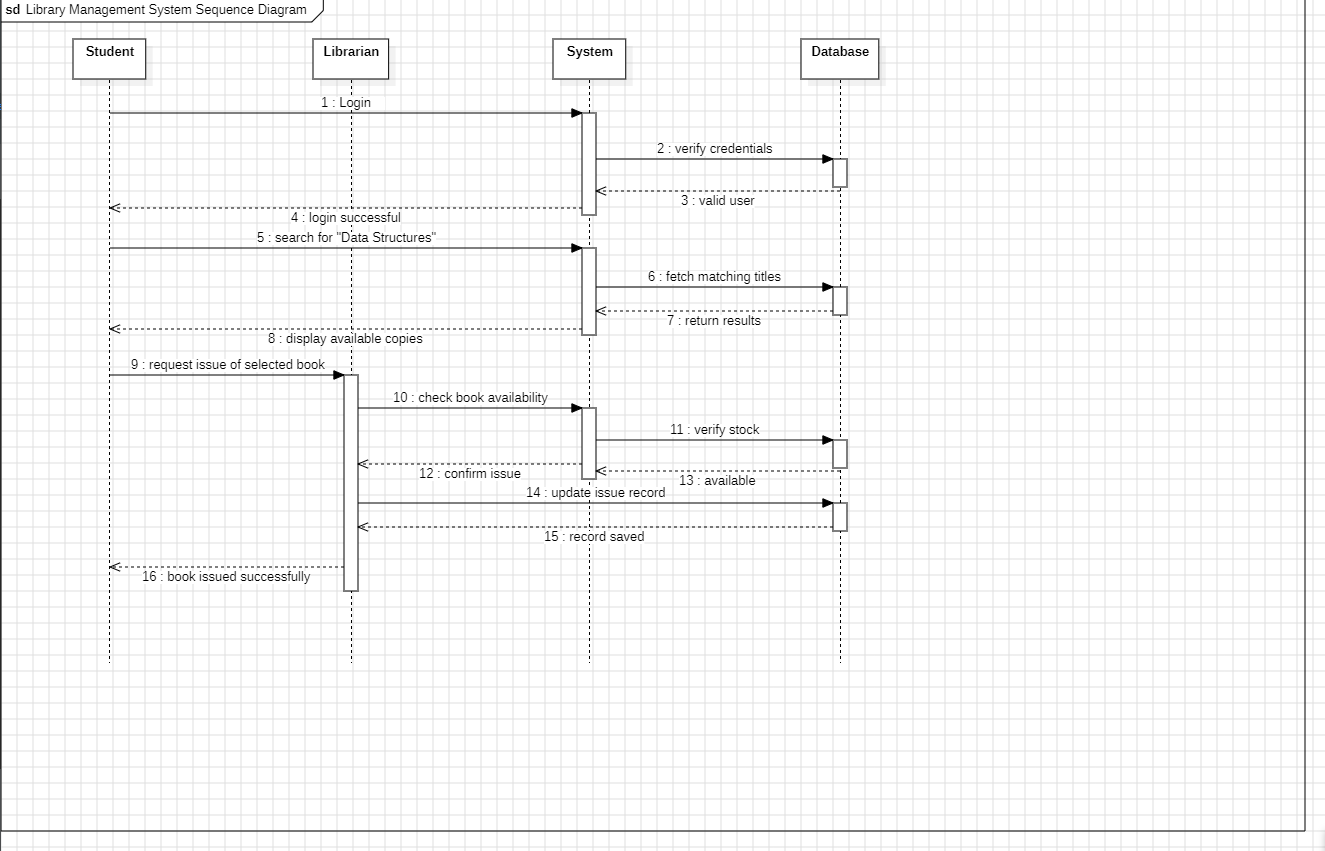 sd Library Management System Sequence Diagram
Student
Librarian
System
Database
1 : Login
2 : verify credentials
3 : valid user
4 : login successful
5 : search for "Data Structures"
6 : fetch matching titles
7 : return results
8 : display available copies
9 : request issue of selected book
10 : check book availability
11 : verify stock
12 : confirm issue
13 : available
14 : update issue record
15 : record saved
16 : book issued successfully